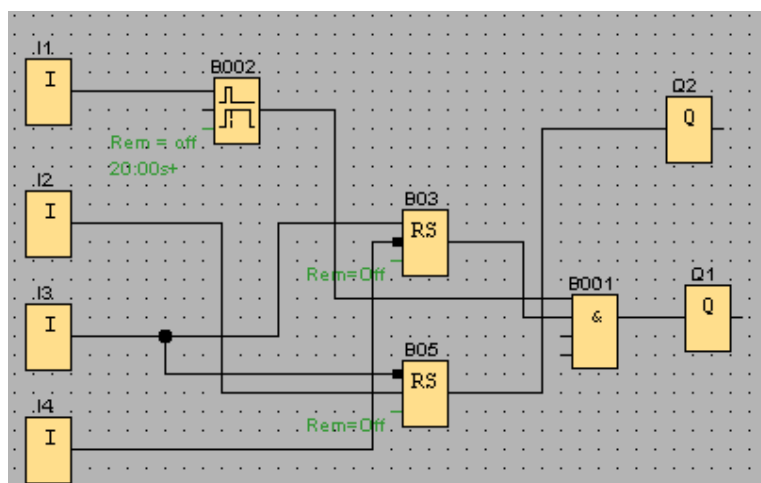 I1
I
B002
Rem = off
20:00s+
Q2
Q
I2
I
B03
RS
Rem=Off
I3
I
B001
&
Q1
Q
B05
RS
Rem=Off
I4
I